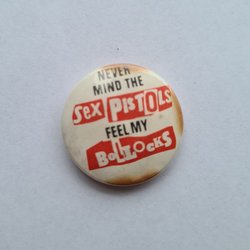 NEVER
MIND THE
Sex PiSTOLS
FEEL MY
BOLLOCKS